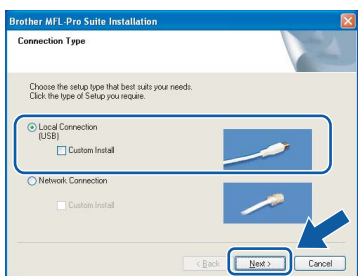 Brother MFL-Pro Suite Installation
Connection Type
Choose the setup type that best suits your needs.
Click the type of Setup you require.
Local Connection
(USB)
Custom Install
Network Connection
Custom Install
< Back
Next >
Cancel